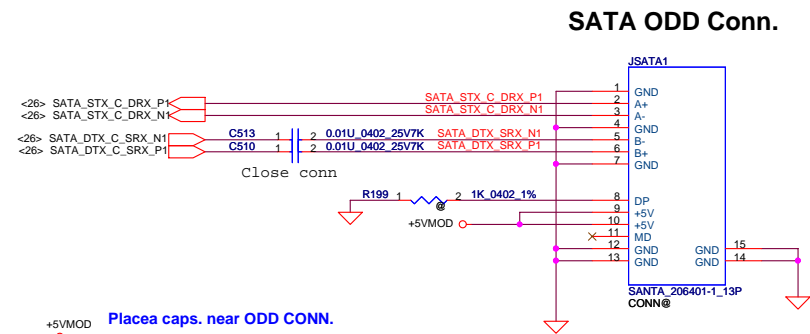 SATA ODD Conn.
JSATA1
<26> SATA_STX_C_DRX_P1 SATA_STX_C_DRX_P1 1 GND
<26> SATA_STX_C_DRX_N1 SATA_STX_C_DRX_N1 2 A+
3 A-
4 GND
<26> SATA_DTX_C_SRX_N1 C513 1 2 0.01U_0402_25V7K SATA_DTX_SRX_N1 5 B-
<26> SATA_DTX_C_SRX_P1 C510 1 2 0.01U_0402_25V7K SATA_DTX_SRX_P1 6 B+
7 GND
Close conn
R199 1 2 1K_0402_1% 8 DP
@
9 +5V
+5VMOD 10 +5V
11 MD
12 GND GND 15
13 GND GND 14
SANTA_206401-1_13P
CONN@
+5VMOD Placea caps. near ODD CONN.